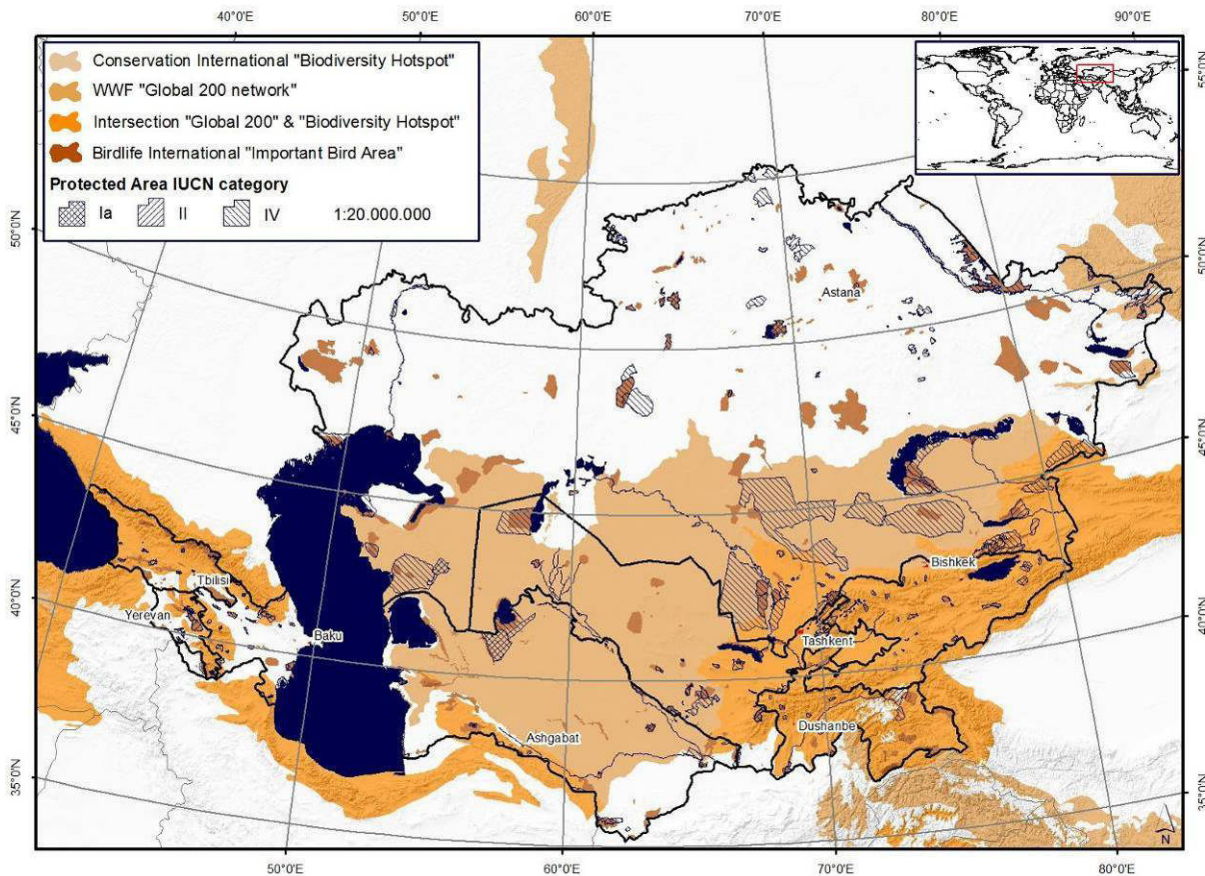 40°0'E 50°0'E 60°0'E 70°0'E 80°0'E 90°0'E
Conservation International "Biodiversity Hotspot"
WWF "Global 200 network"
Intersection "Global 200" & "Biodiversity Hotspot"
Birdlife International "Important Bird Area"
Protected Area IUCN category
Ia II IV 1:20.000.000
55°0'N
50°0'N
50°0'N
Astana
45°0'N
45°0'N
Bishkek
Tbilisi
40°0'N
Yerevan
Baku
Tashkent
40°0'N
Dushanbe
Ashgabat
35°0'N
35°0'N
N
50°0'E 60°0'E 70°0'E 80°0'E